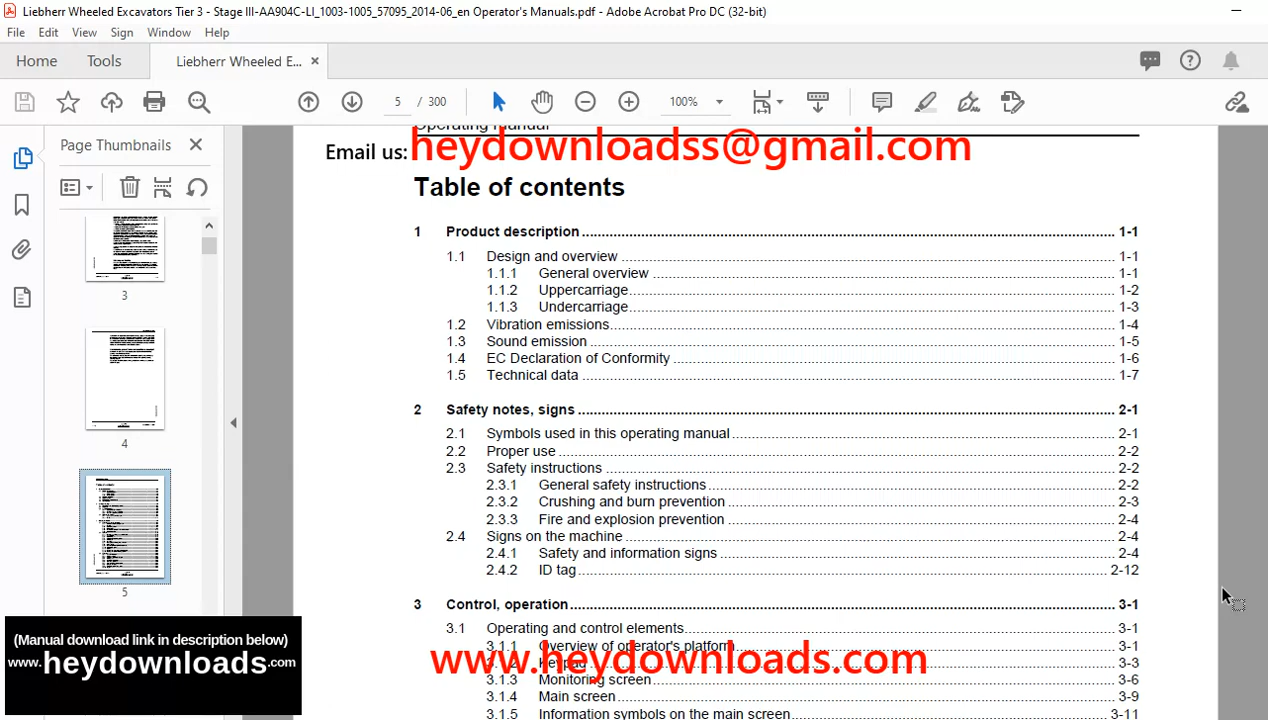 Liebherr Wheeled Excavators Tier 3 - Stage III-AA904C-LI_1003-1005_57095_2014-06_en Operator's Manuals.pdf - Adobe Acrobat Pro DC (32-bit)
File Edit View Sign Window Help
Home Tools Liebherr Wheeled E... ×
5 / 300 100%
Page Thumbnails
3
4
5
Operating manual
Email us: heydownloadss@gmail.com
Table of contents
1 Product description 1-1
1.1 Design and overview 1-1
1.1.1 General overview 1-1
1.1.2 Uppercarriage 1-2
1.1.3 Undercarriage 1-3
1.2 Vibration emissions 1-4
1.3 Sound emission 1-5
1.4 EC Declaration of Conformity 1-6
1.5 Technical data 1-7
2 Safety notes, signs 2-1
2.1 Symbols used in this operating manual 2-1
2.2 Proper use 2-2
2.3 Safety instructions 2-2
2.3.1 General safety instructions 2-2
2.3.2 Crushing and burn prevention 2-3
2.3.3 Fire and explosion prevention 2-4
2.4 Signs on the machine 2-4
2.4.1 Safety and information signs 2-4
2.4.2 ID tag 2-12
3 Control, operation 3-1
3.1 Operating and control elements 3-1
3.1.1 Overview of operator's platform 3-1
3.1.2 Keypad 3-3
3.1.3 Monitoring screen 3-6
3.1.4 Main screen 3-9
3.1.5 Information symbols on the main screen 3-11
www.heydownloads.com
(Manual download link in description below)
www.heydownloads.com